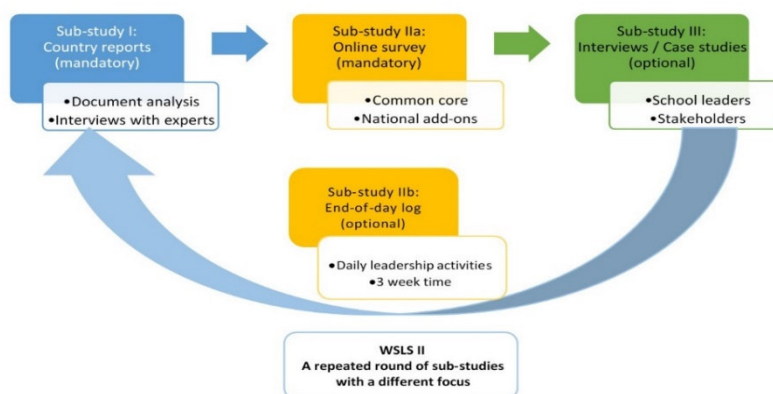 Sub-study I:
Country reports
(mandatory)
•Document analysis
•Interviews with experts
Sub-study IIa:
Online survey
(mandatory)
•Common core
•National add-ons
Sub-study III:
Interviews / Case studies
(optional)
•School leaders
•Stakeholders
Sub-study IIb:
End-of-day log
(optional)
•Daily leadership activities
•3 week time
WSLS II
A repeated round of sub-studies
with a different focus